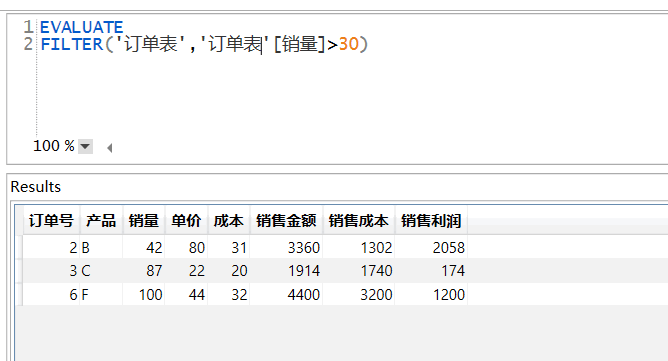 1 EVALUATE
2 FILTER('订单表','订单表'[销量]>30)
100 %
Results
订单号 产品 销量 单价 成本 销售金额 销售成本 销售利润
2 B 42 80 31 3360 1302 2058
3 C 87 22 20 1914 1740 174
6 F 100 44 32 4400 3200 1200